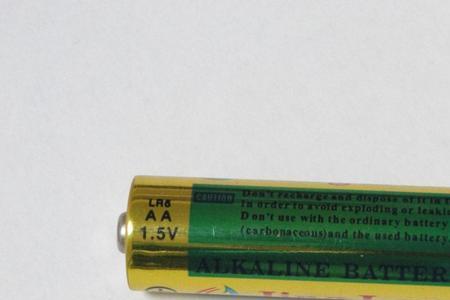 LR6
AA
1.5V
CAUTION
Don't recharge and dispose of it in
In order to avoid exploding or leaki
Don't use with the ordinary battery
(carbonaceous) and the used battery.
ALKALINE BATTER